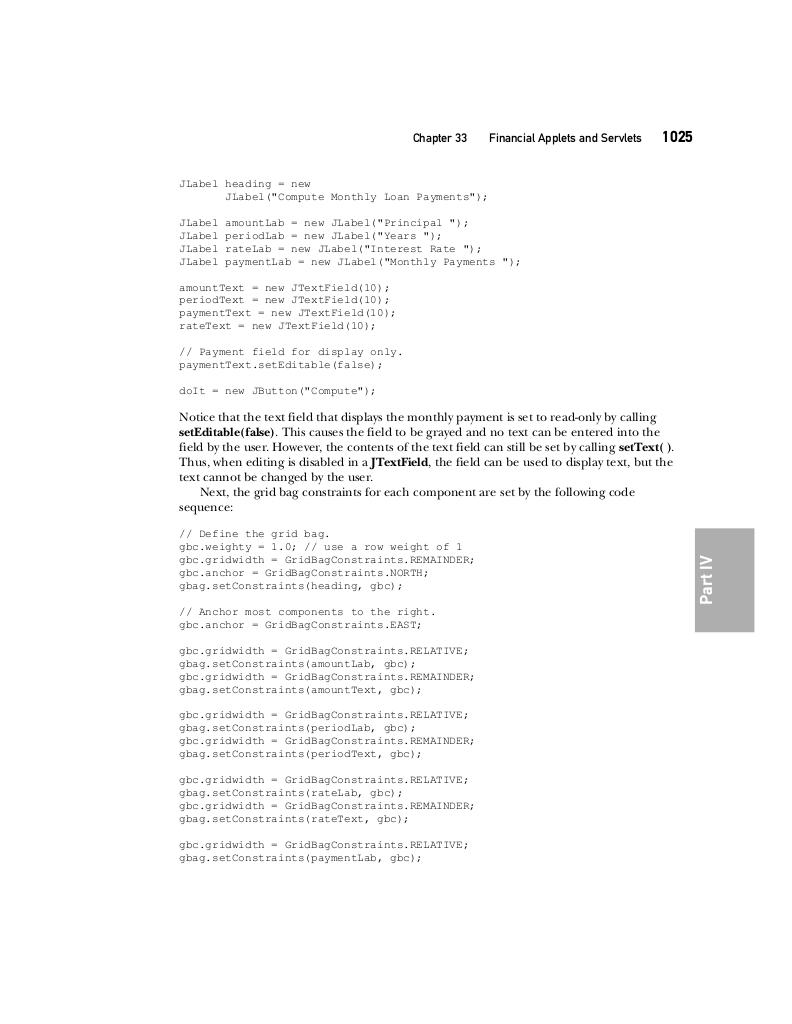 Chapter 33 Financial Applets and Servlets 1025
JLabel heading = new
JLabel("Compute Monthly Loan Payments");
JLabel amountLab = new JLabel("Principal ");
JLabel periodLab = new JLabel("Years ");
JLabel rateLab = new JLabel("Interest Rate ");
JLabel paymentLab = new JLabel("Monthly Payments ");
amountText = new JTextField(10);
periodText = new JTextField(10);
paymentText = new JTextField(10);
rateText = new JTextField(10);
// Payment field for display only.
paymentText.setEditable(false);
doIt = new JButton("Compute");
Notice that the text field that displays the monthly payment is set to read-only by calling
setEditable(false). This causes the field to be grayed and no text can be entered into the
field by the user. However, the contents of the text field can still be set by calling setText( ).
Thus, when editing is disabled in a JTextField, the field can be used to display text, but the
text cannot be changed by the user.
Next, the grid bag constraints for each component are set by the following code
sequence:
// Define the grid bag.
gbc.weighty = 1.0; // use a row weight of 1
gbc.gridwidth = GridBagConstraints.REMAINDER;
gbc.anchor = GridBagConstraints.NORTH;
gbag.setConstraints(heading, gbc);
// Anchor most components to the right.
gbc.anchor = GridBagConstraints.EAST;
gbc.gridwidth = GridBagConstraints.RELATIVE;
gbag.setConstraints(amountLab, gbc);
gbc.gridwidth = GridBagConstraints.REMAINDER;
gbag.setConstraints(amountText, gbc);
gbc.gridwidth = GridBagConstraints.RELATIVE;
gbag.setConstraints(periodLab, gbc);
gbc.gridwidth = GridBagConstraints.REMAINDER;
gbag.setConstraints(periodText, gbc);
gbc.gridwidth = GridBagConstraints.RELATIVE;
gbag.setConstraints(rateLab, gbc);
gbc.gridwidth = GridBagConstraints.REMAINDER;
gbag.setConstraints(rateText, gbc);
gbc.gridwidth = GridBagConstraints.RELATIVE;
gbag.setConstraints(paymentLab, gbc);
Part IV